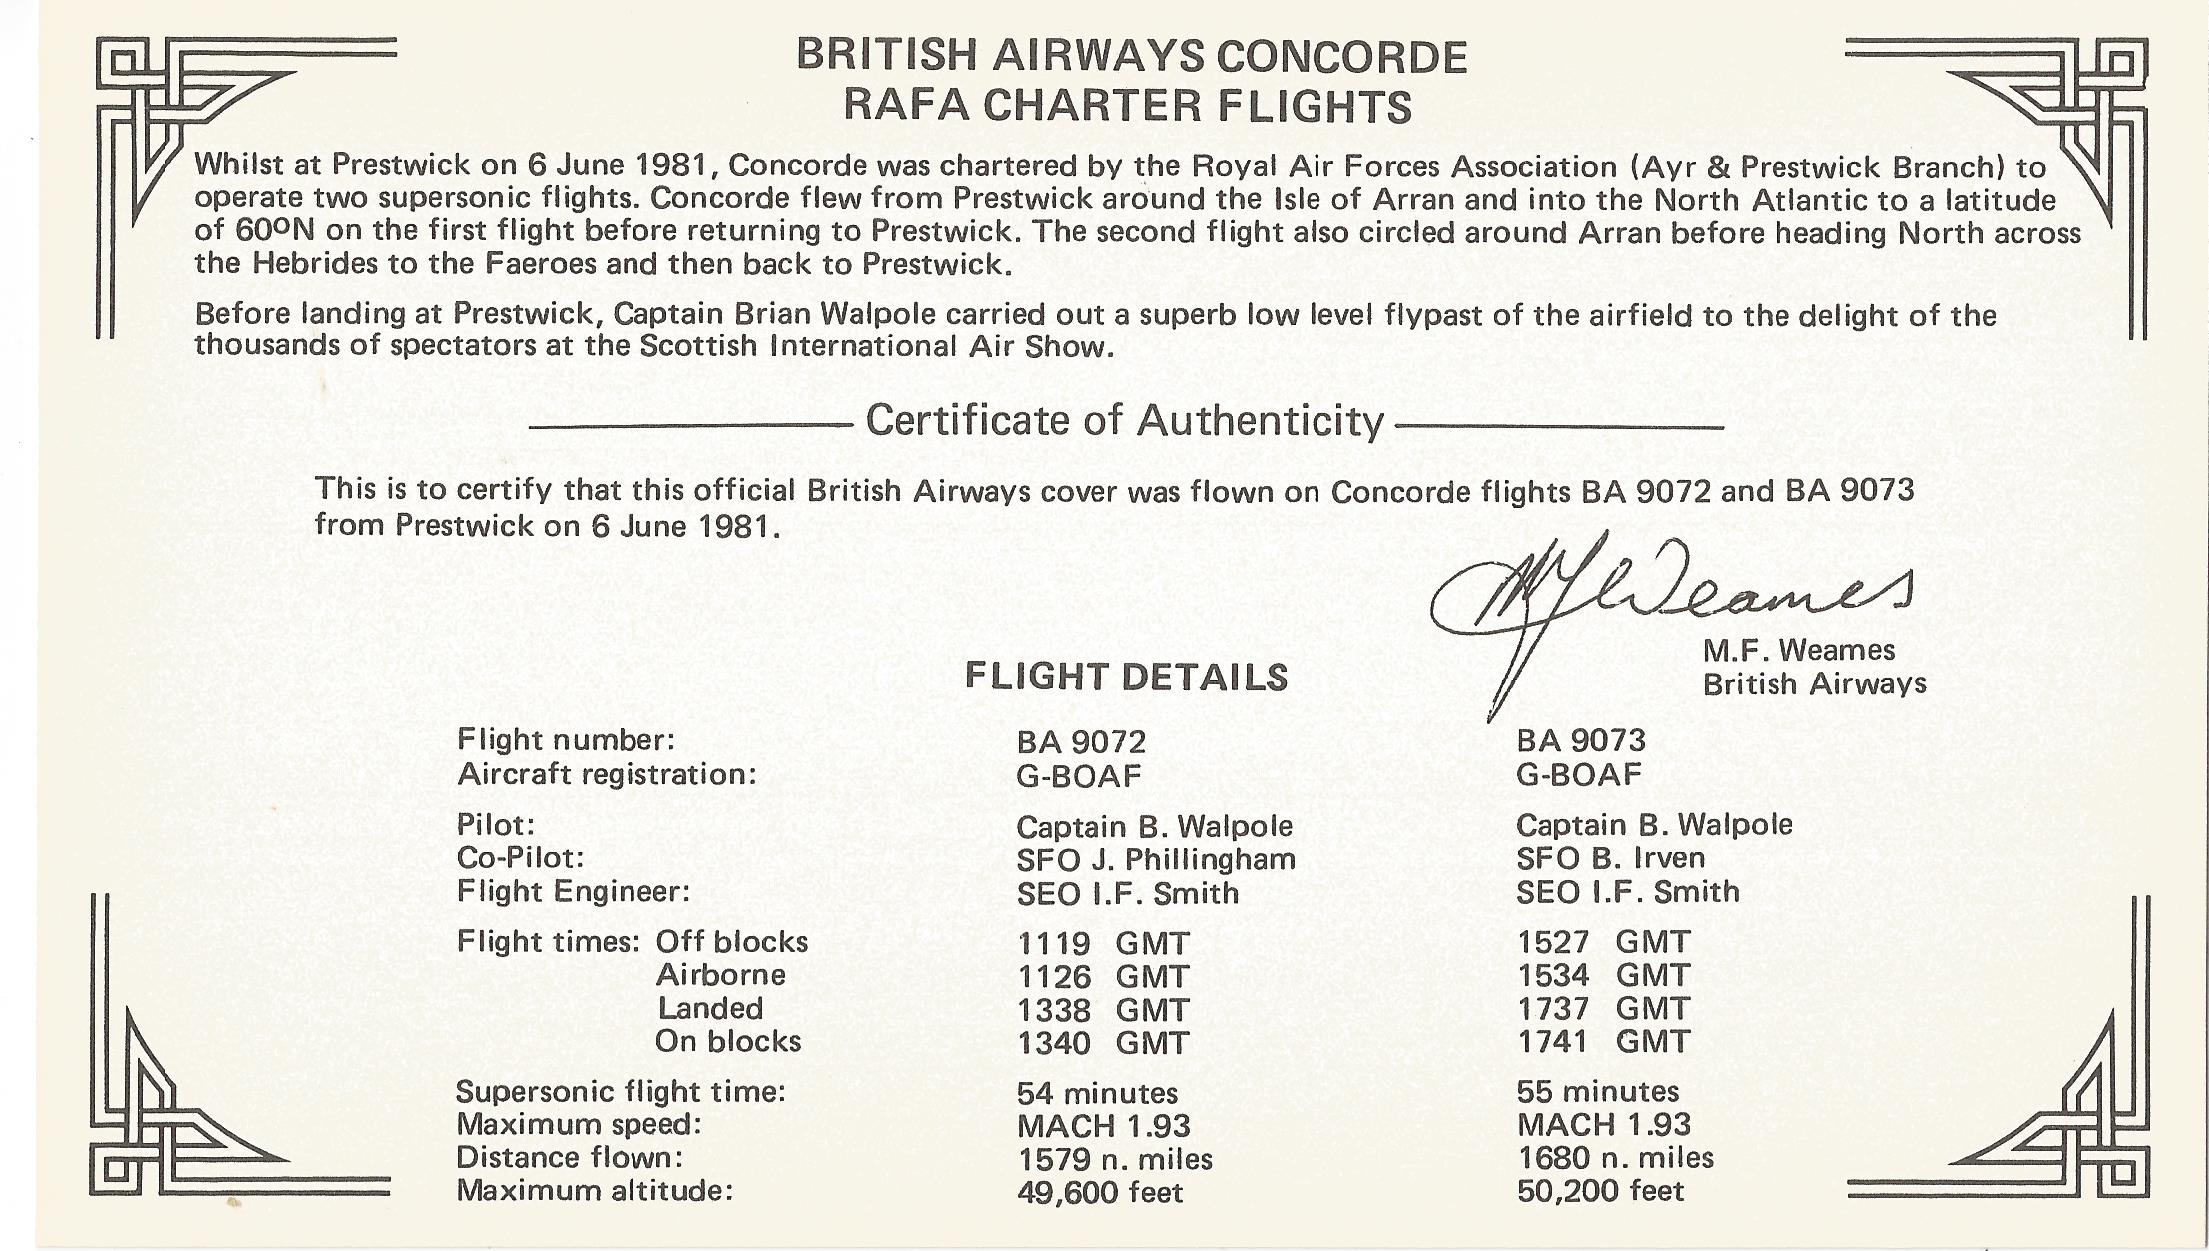 BRITISH AIRWAYS CONCORDE
RAFA CHARTER FLIGHTS
Whilst at Prestwick on 6 June 1981, Concorde was chartered by the Royal Air Forces Association (Ayr & Prestwick Branch) to
operate two supersonic flights. Concorde flew from Prestwick around the Isle of Arran and into the North Atlantic to a latitude
of 60ºN on the first flight before returning to Prestwick. The second flight also circled around Arran before heading North across
the Hebrides to the Faeroes and then back to Prestwick.
Before landing at Prestwick, Captain Brian Walpole carried out a superb low level flypast of the airfield to the delight of the
thousands of spectators at the Scottish International Air Show.
Certificate of Authenticity
This is to certify that this official British Airways cover was flown on Concorde flights BA 9072 and BA 9073
from Prestwick on 6 June 1981.
MFWeames
M.F. Weames
British Airways
FLIGHT DETAILS
Flight number: BA 9072 BA 9073
Aircraft registration: G-BOAF G-BOAF
Pilot: Captain B. Walpole Captain B. Walpole
Co-Pilot: SFO J. Phillingham SFO B. Irven
Flight Engineer: SEO I.F. Smith SEO I.F. Smith
Flight times: Off blocks 1119 GMT 1527 GMT
Airborne 1126 GMT 1534 GMT
Landed 1338 GMT 1737 GMT
On blocks 1340 GMT 1741 GMT
Supersonic flight time: 54 minutes 55 minutes
Maximum speed: MACH 1.93 MACH 1.93
Distance flown: 1579 n. miles 1680 n. miles
Maximum altitude: 49,600 feet 50,200 feet